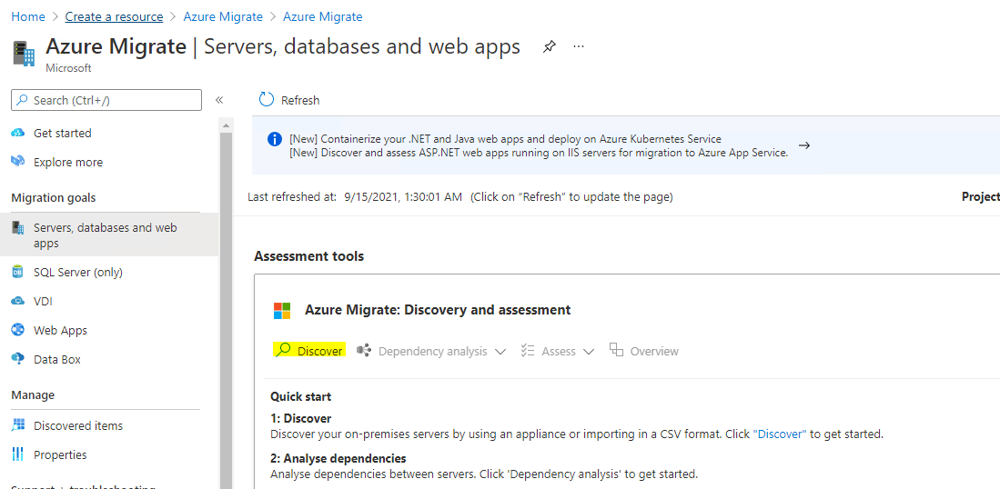 Home > Create a resource > Azure Migrate > Azure Migrate
Azure Migrate | Servers, databases and web apps
Microsoft
Search (Ctrl+/)
Get started
Explore more
Migration goals
Servers, databases and web
apps
SQL Server (only)
VDI
Web Apps
Data Box
Manage
Discovered items
Properties
Support + troubleshooting
Refresh
[New] Containerize your .NET and Java web apps and deploy on Azure Kubernetes Service
[New] Discover and assess ASP.NET web apps running on IIS servers for migration to Azure App Service.
Last refreshed at: 9/15/2021, 1:30:01 AM (Click on “Refresh” to update the page) Project
Assessment tools
Azure Migrate: Discovery and assessment
Discover Dependency analysis Assess Overview
Quick start
1: Discover
Discover your on-premises servers by using an appliance or importing in a CSV format. Click "Discover" to get started.
2: Analyse dependencies
Analyse dependencies between servers. Click 'Dependency analysis' to get started.